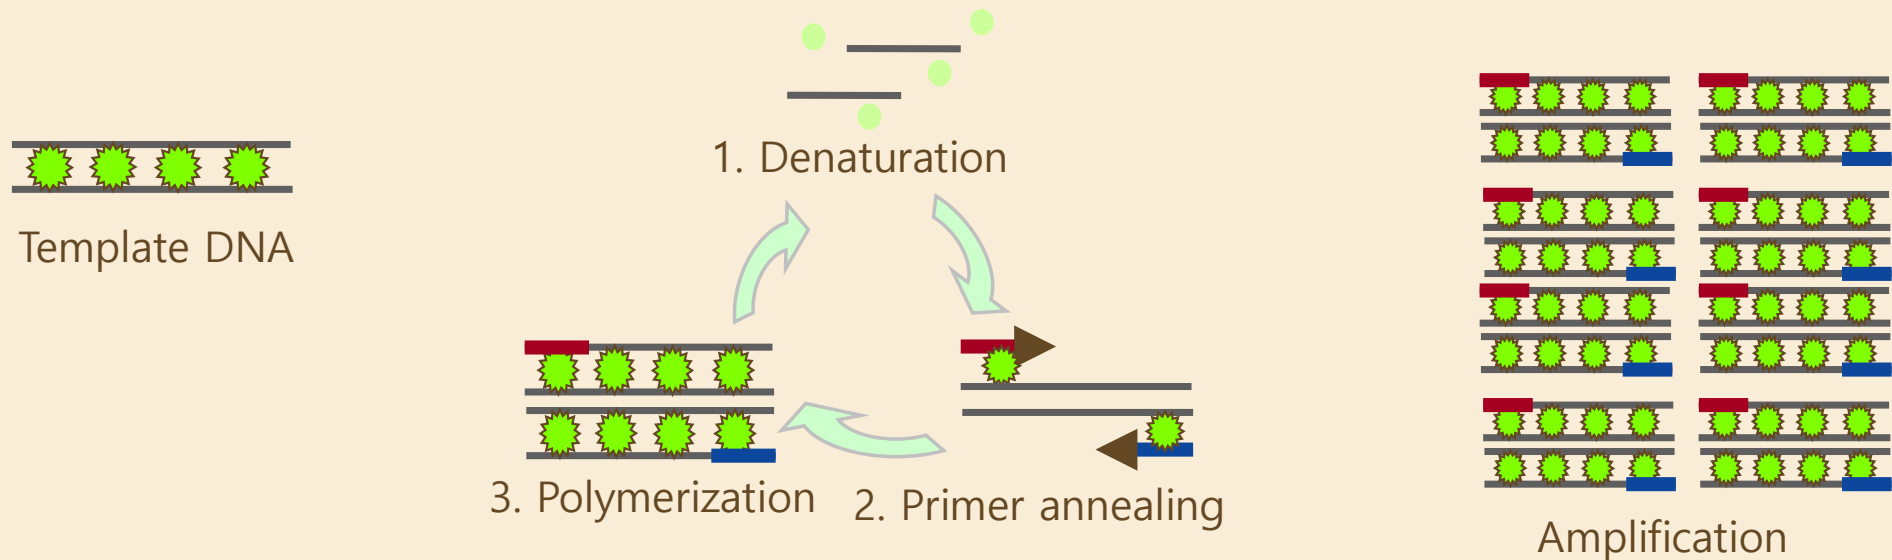 Template DNA
1. Denaturation
2. Primer annealing
3. Polymerization
Amplification